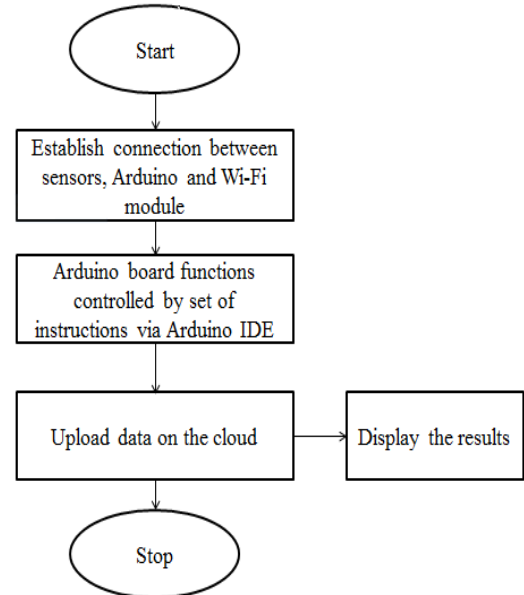 Start
Establish connection between
sensors, Arduino and Wi-Fi
module
Arduino board functions
controlled by set of
instructions via Arduino IDE
Upload data on the cloud
Display the results
Stop